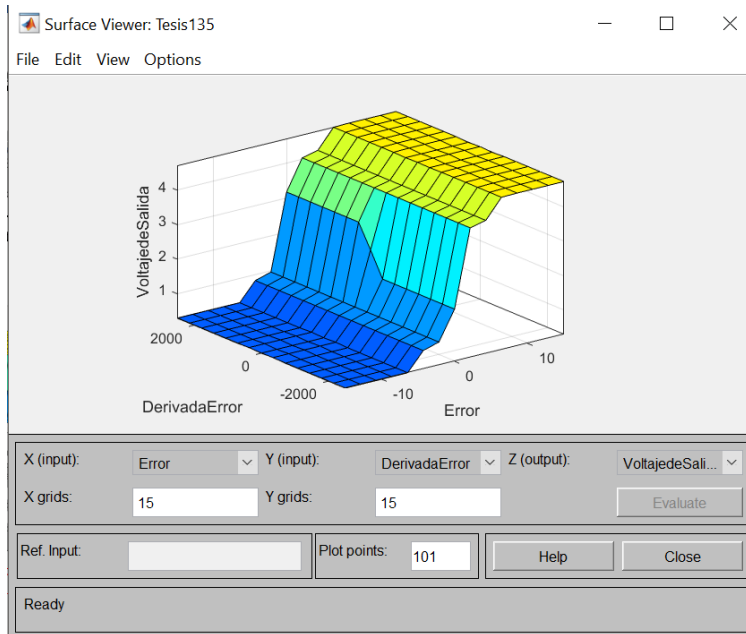 Surface Viewer: Tesis135
File Edit View Options
VoltajedeSalida
4
3
2
1
2000
0
-2000
DerivadaError
-10
0
10
Error
X (input): Error Y (input): DerivadaError Z (output): VoltajedeSali...
X grids: 15 Y grids: 15 Evaluate
Ref. Input: Plot points: 101 Help Close
Ready